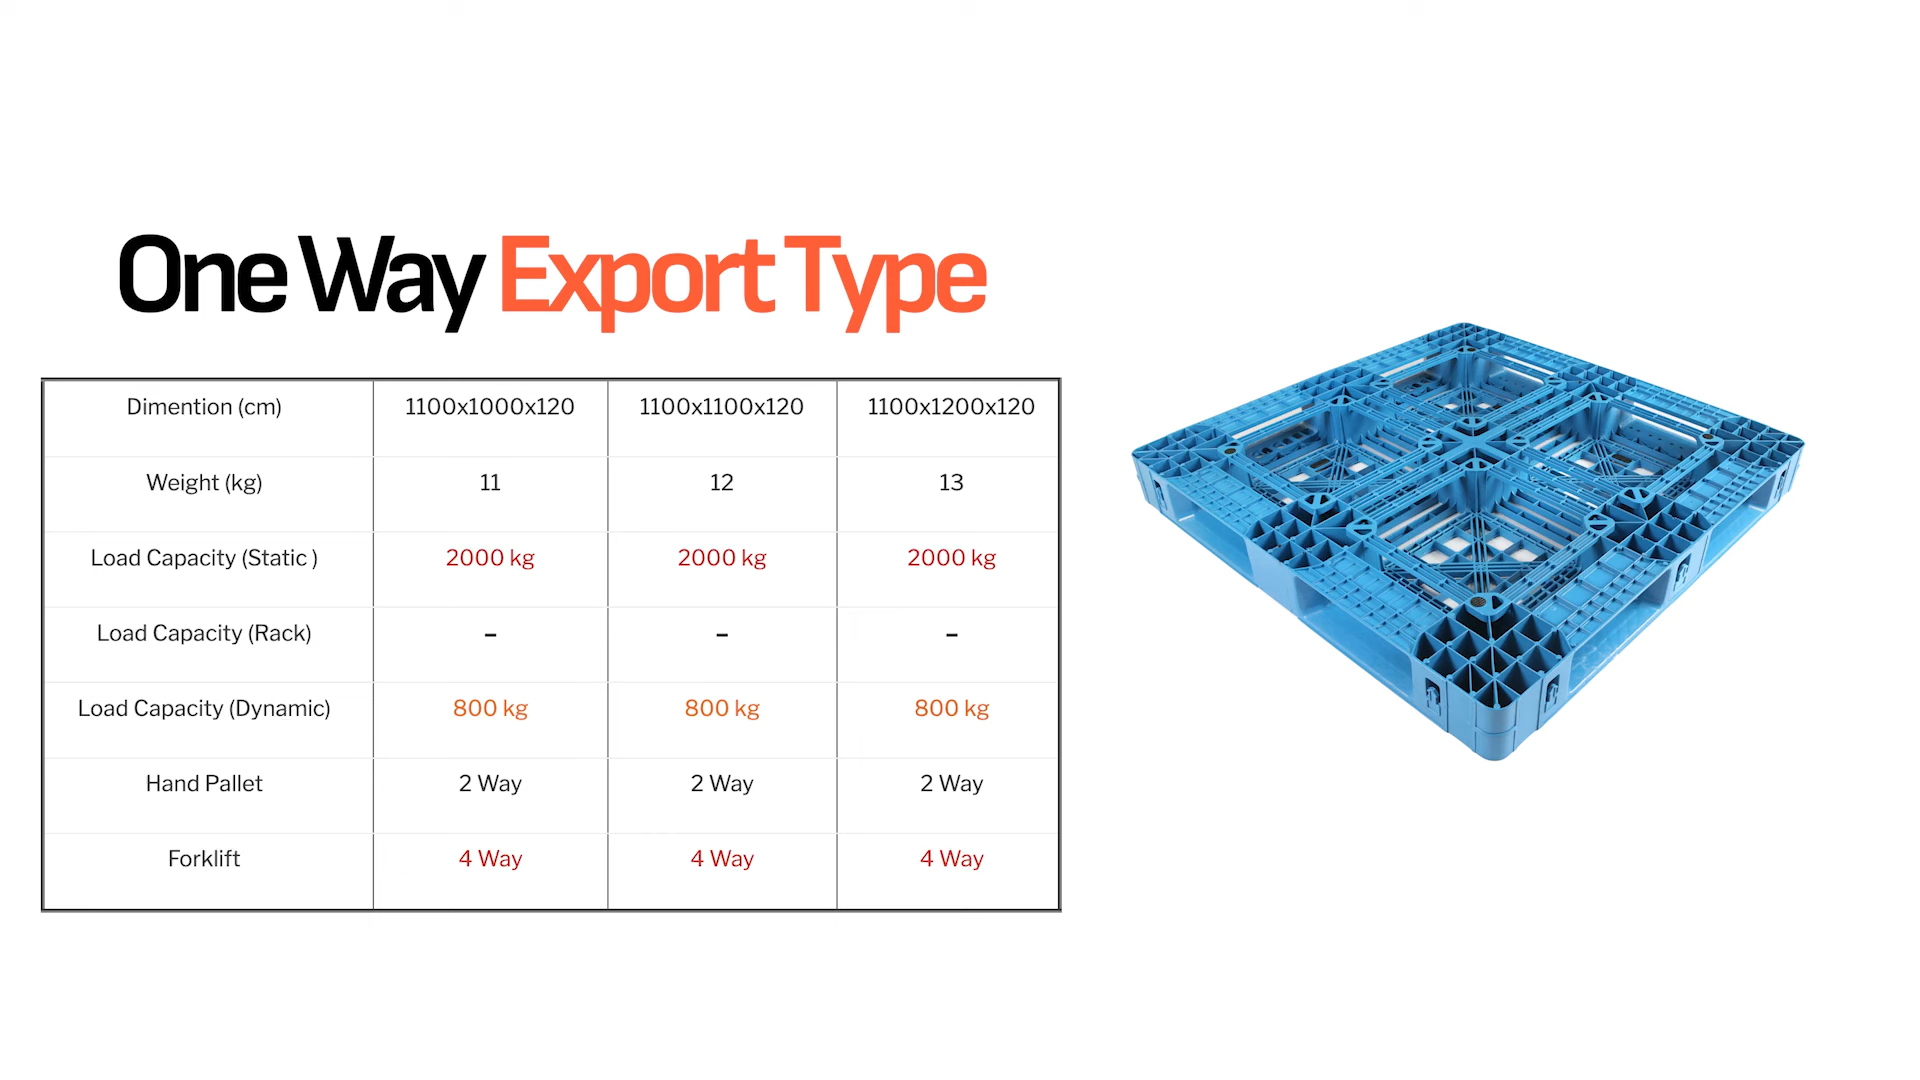 One Way Export Type
Dimention (cm) 1100x1000x120 1100x1100x120 1100x1200x120
Weight (kg) 11 12 13
Load Capacity (Static ) 2000 kg 2000 kg 2000 kg
Load Capacity (Rack) - - -
Load Capacity (Dynamic) 800 kg 800 kg 800 kg
Hand Pallet 2 Way 2 Way 2 Way
Forklift 4 Way 4 Way 4 Way